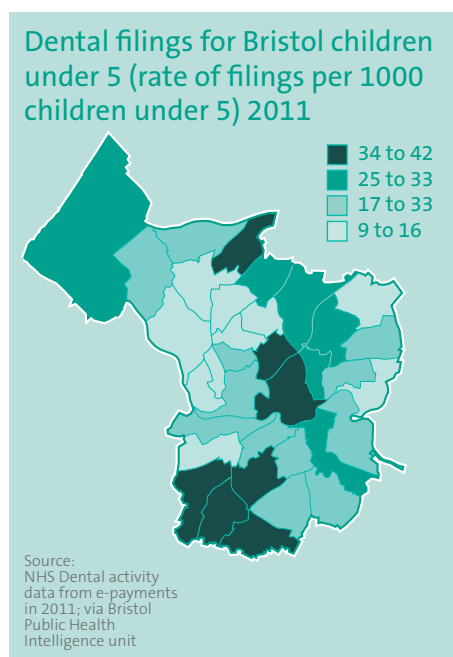 Dental filings for Bristol children
under 5 (rate of filings per 1000
children under 5) 2011
34 to 42
25 to 33
17 to 33
9 to 16
Source:
NHS Dental activity
data from e-payments
in 2011; via Bristol
Public Health
Intelligence unit